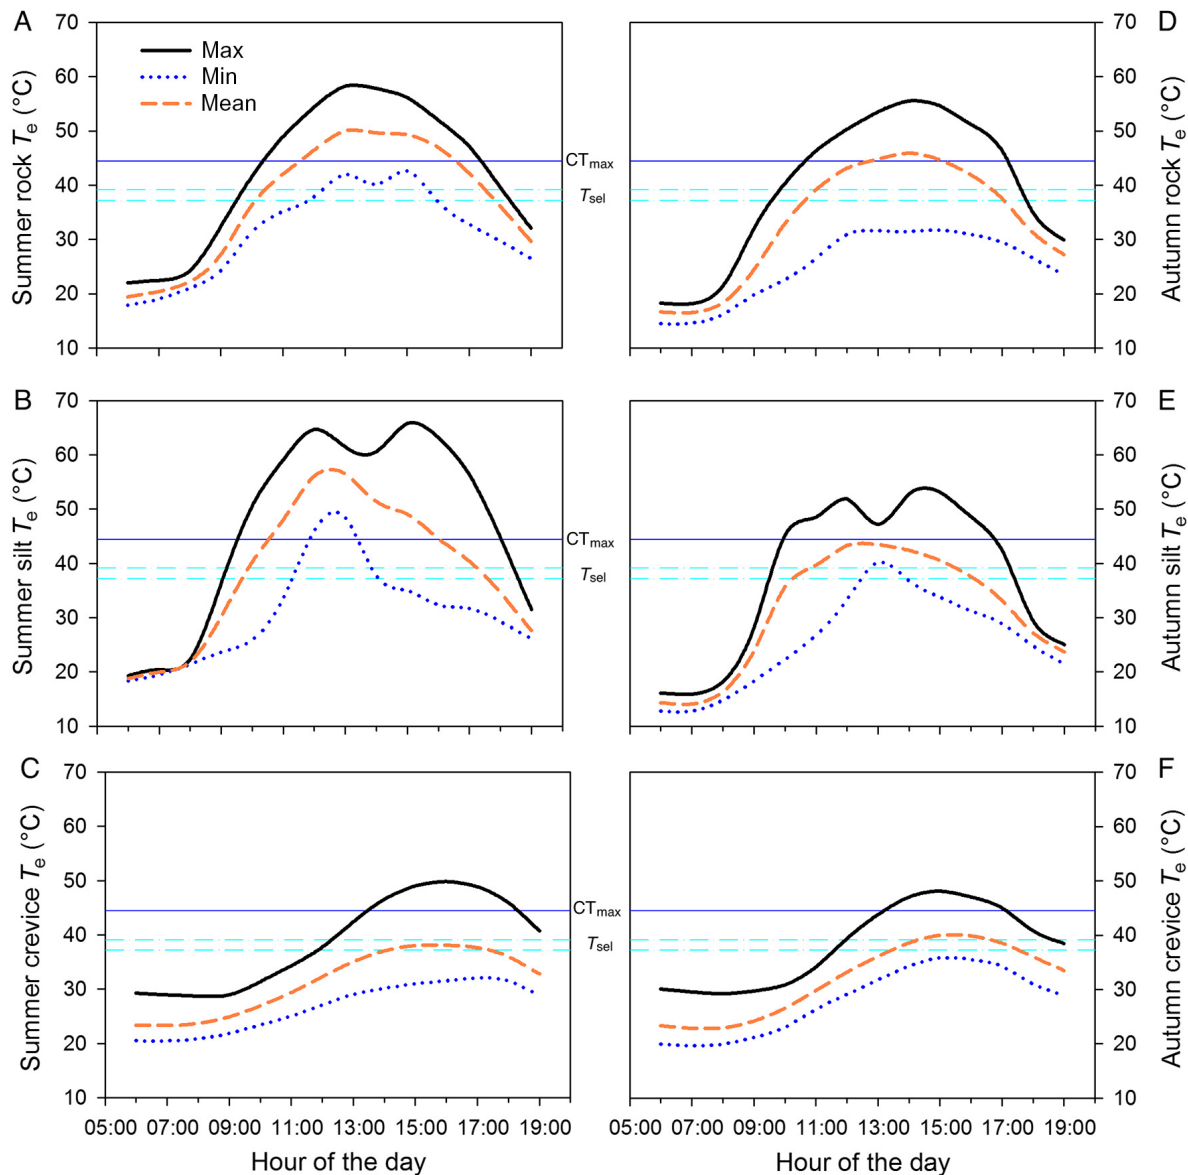 A
Summer rock Te (°C)
70
60
50
40
30
20
10
Max
Min
Mean
CTmax
Tsel
D
Autumn rock Te (°C)
70
60
50
40
30
20
10
B
Summer silt Te (°C)
70
60
50
40
30
20
10
CTmax
Tsel
E
Autumn silt Te (°C)
70
60
50
40
30
20
10
C
Summer crevice Te (°C)
70
60
50
40
30
20
10
CTmax
Tsel
F
Autumn crevice Te (°C)
70
60
50
40
30
20
10
05:00 07:00 09:00 11:00 13:00 15:00 17:00 19:00
05:00 07:00 09:00 11:00 13:00 15:00 17:00 19:00
Hour of the day
Hour of the day